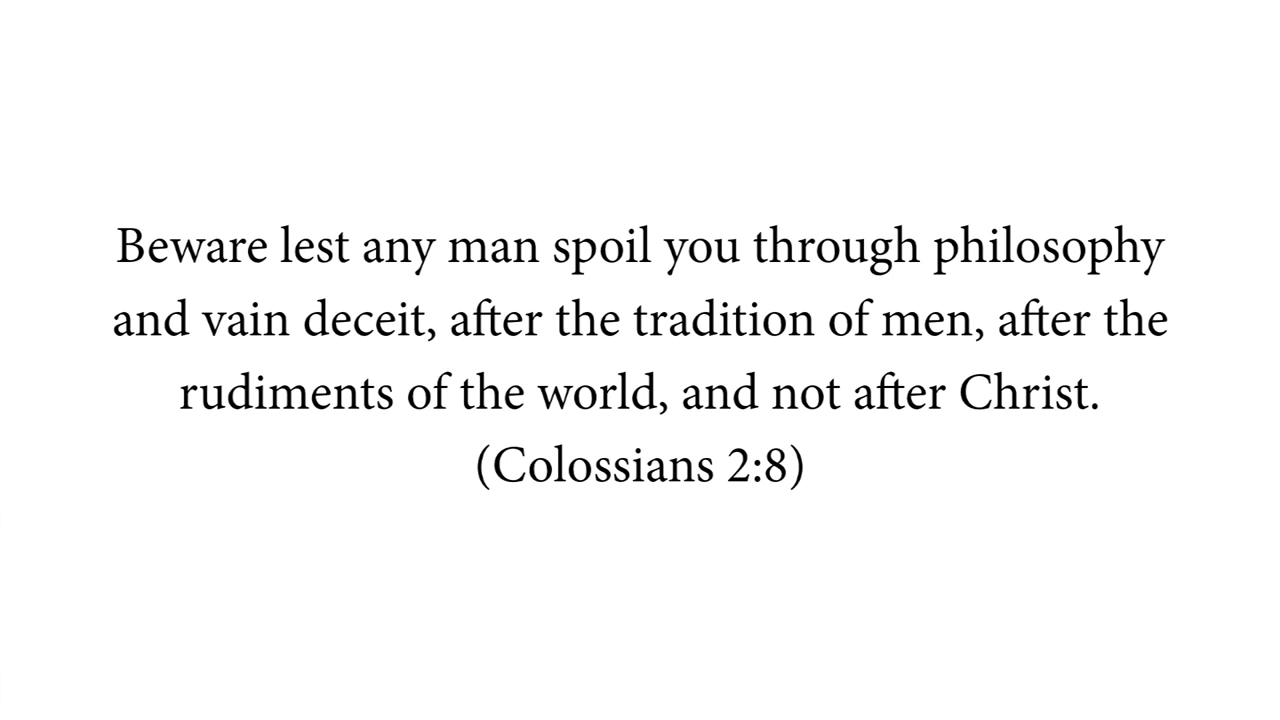 Beware lest any man spoil you through philosophy
and vain deceit, after the tradition of men, after the
rudiments of the world, and not after Christ.
(Colossians 2:8)